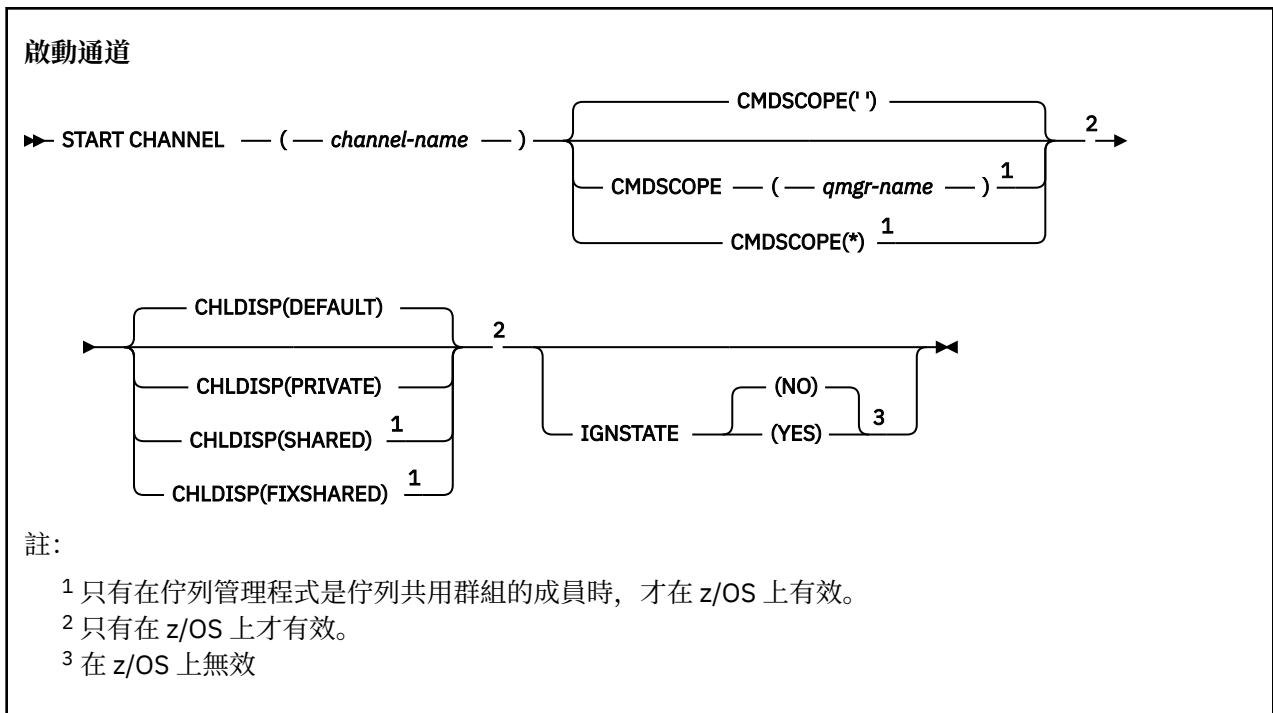 啟動通道
CMDSCOPE(' ')
START CHANNEL ( channel-name ) 2
CMDSCOPE ( qmgr-name ) 1
CMDSCOPE(*) 1
CHLDISP(DEFAULT) 2
CHLDISP(PRIVATE) (NO)
CHLDISP(SHARED) 1 IGNSTATE (YES) 3
CHLDISP(FIXSHARED) 1
註：
1 只有在佇列管理程式是佇列共用群組的成員時，才在 z/OS 上有效。
2 只有在 z/OS 上才有效。
3 在 z/OS 上無效